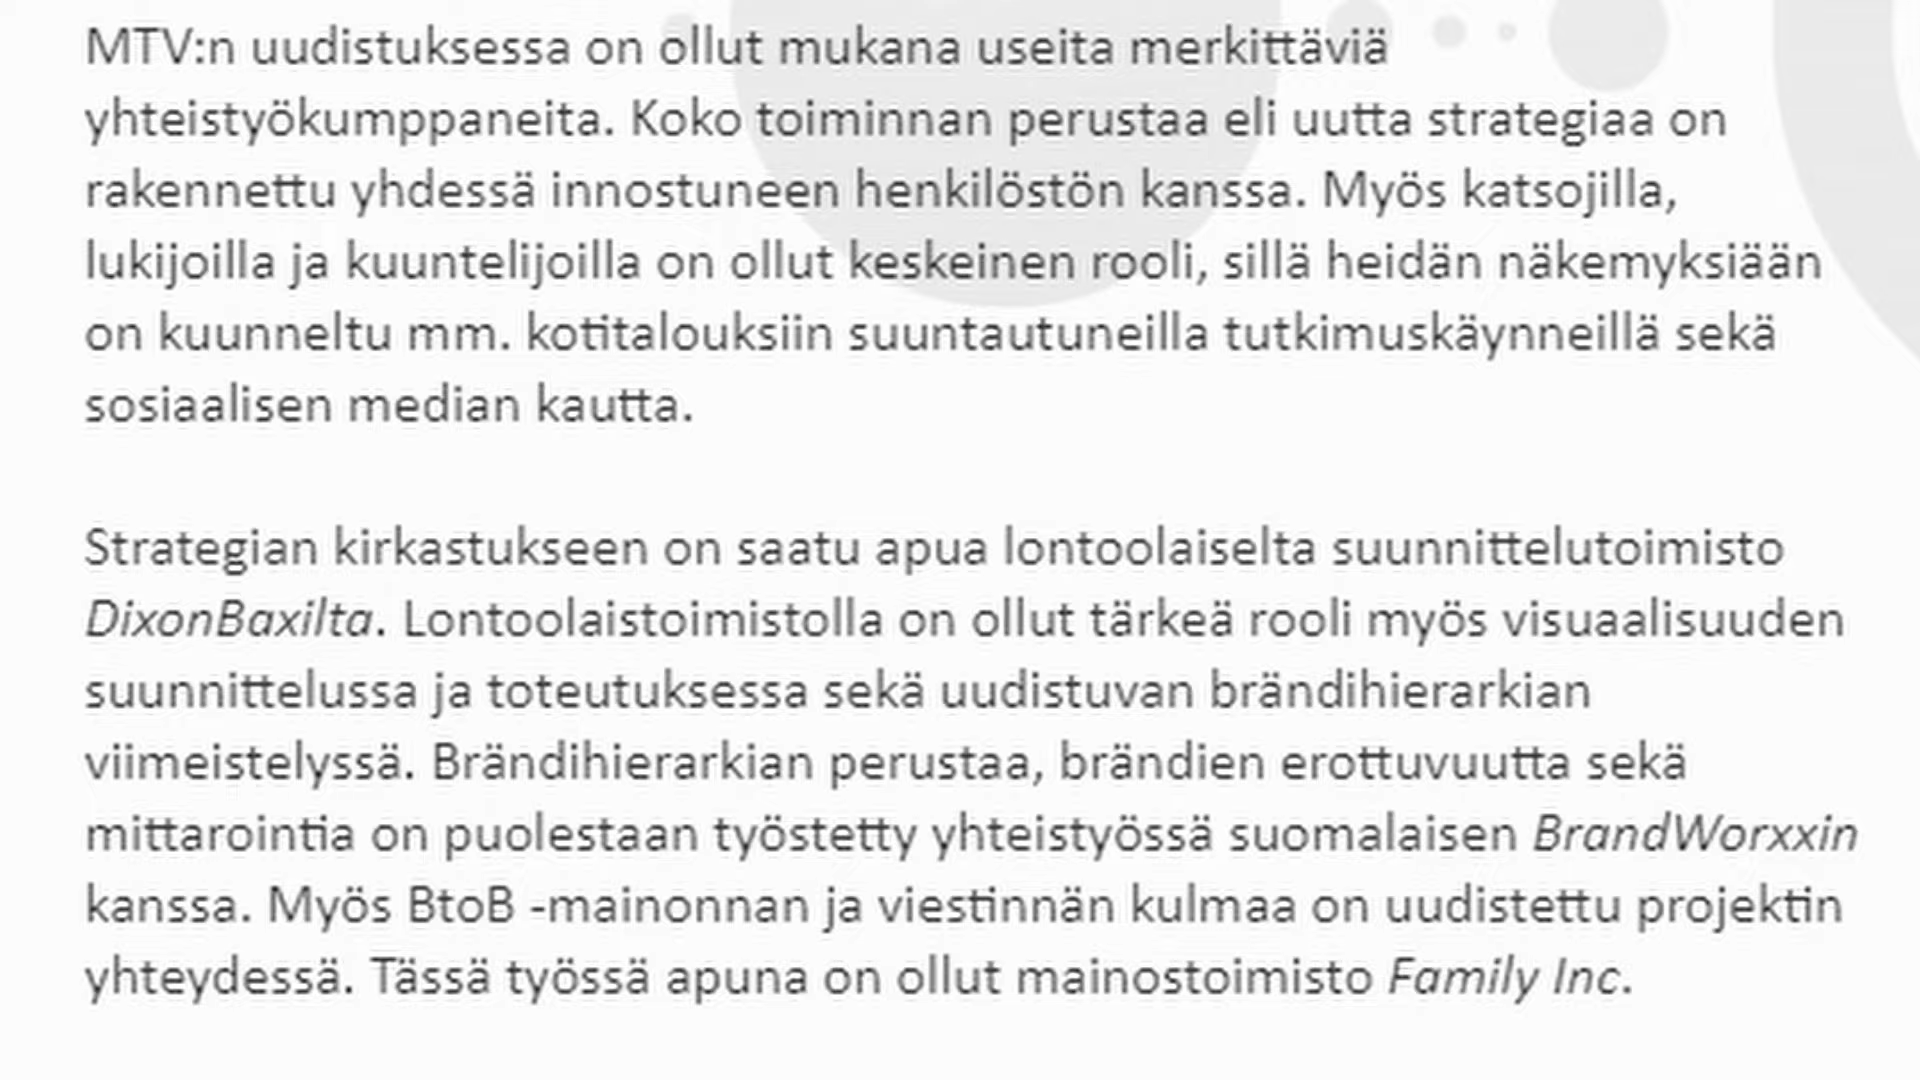 MTV:n uudistuksessa on ollut mukana useita merkittäviä
yhteistyökumppaneita. Koko toiminnan perustaa eli uutta strategiaa on
rakennettu yhdessä innostuneen henkilöstön kanssa. Myös katsojilla,
lukijoilla ja kuuntelijoilla on ollut keskeinen rooli, sillä heidän näkemyksiään
on kuunneltu mm. kotitalouksiin suuntautuneilla tutkimuskäynneillä sekä
sosiaalisen median kautta.
Strategian kirkastukseen on saatu apua lontoolaiselta suunnittelutoimisto
DixonBaxilta. Lontoolaistoimistolla on ollut tärkeä rooli myös visuaalisuuden
suunnittelussa ja toteutuksessa sekä uudistuvan brändihierarkian
viimeistelyssä. Brändihierarkian perustaa, brändien erottuvuutta sekä
mittarointia on puolestaan työstetty yhteistyössä suomalaisen BrandWorxxin
kanssa. Myös BtoB -mainonnan ja viestinnän kulmaa on uudistettu projektin
yhteydessä. Tässä työssä apuna on ollut mainostoimisto Family Inc.